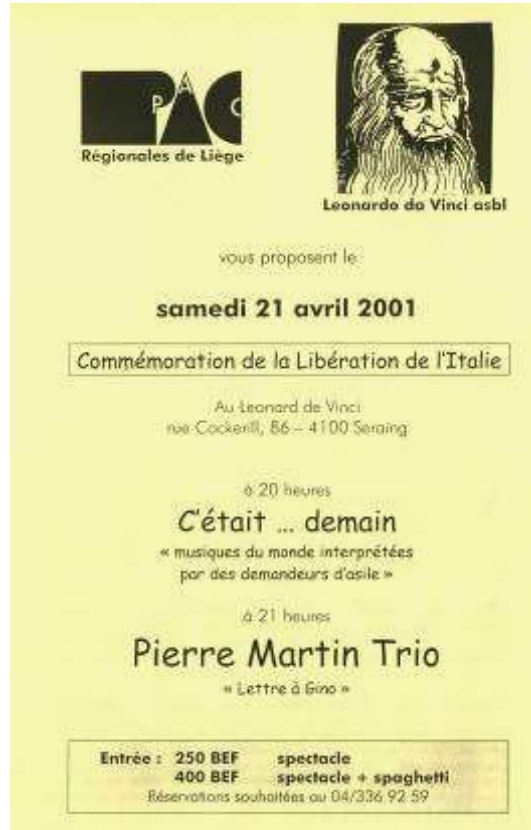 PAC
Régionales de Liège
Leonardo da Vinci asbl
vous proposent le
samedi 21 avril 2001
Commémoration de la Libération de l'Italie
Au Leonard de Vinci
rue Cockerill, 86 – 4100 Seraing
à 20 heures
C'était ... demain
« musiques du monde interprétées
par des demandeurs d'asile »
à 21 heures
Pierre Martin Trio
« Lettre à Gino »
Entrée : 250 BEF spectacle
400 BEF spectacle + spaghetti
Réservations souhaitées au 04/336 92 59